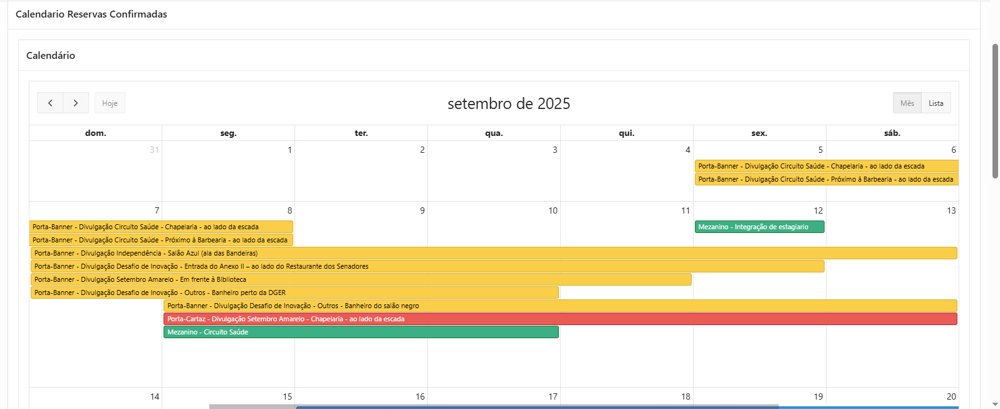 Calendario Reservas Confirmadas
Calendário
Hoje
setembro de 2025
Mês Lista
dom. seg. ter. qua. qui. sex. sáb.
31 1 2 3 4 5 6
Porta-Banner - Divulgação Circuito Saúde - Chapelaria - ao lado da escada
Porta-Banner - Divulgação Circuito Saúde - Próximo à Barbearia - ao lado da escada
7 8 9 10 11 12 13
Porta-Banner - Divulgação Circuito Saúde - Chapelaria - ao lado da escada
Mezanino - Integração de estagiario
Porta-Banner - Divulgação Circuito Saúde - Próximo à Barbearia - ao lado da escada
Porta-Banner - Divulgação Independência - Salão Azul (ala das Bandeiras)
Porta-Banner - Divulgação Desafio de Inovação - Entrada do Anexo II – ao lado do Restaurante dos Senadores
Porta-Banner - Divulgação Setembro Amarelo - Em frente à Biblioteca
Porta-Banner - Divulgação Desafio de Inovação - Outros - Banheiro perto da DGER
Porta-Banner - Divulgação Desafio de Inovação - Outros - Banheiro do salão negro
Porta-Cartaz - Divulgação Setembro Amarelo - Chapelaria - ao lado da escada
Mezanino - Circuito Saúde
14 15 16 17 18 19 20